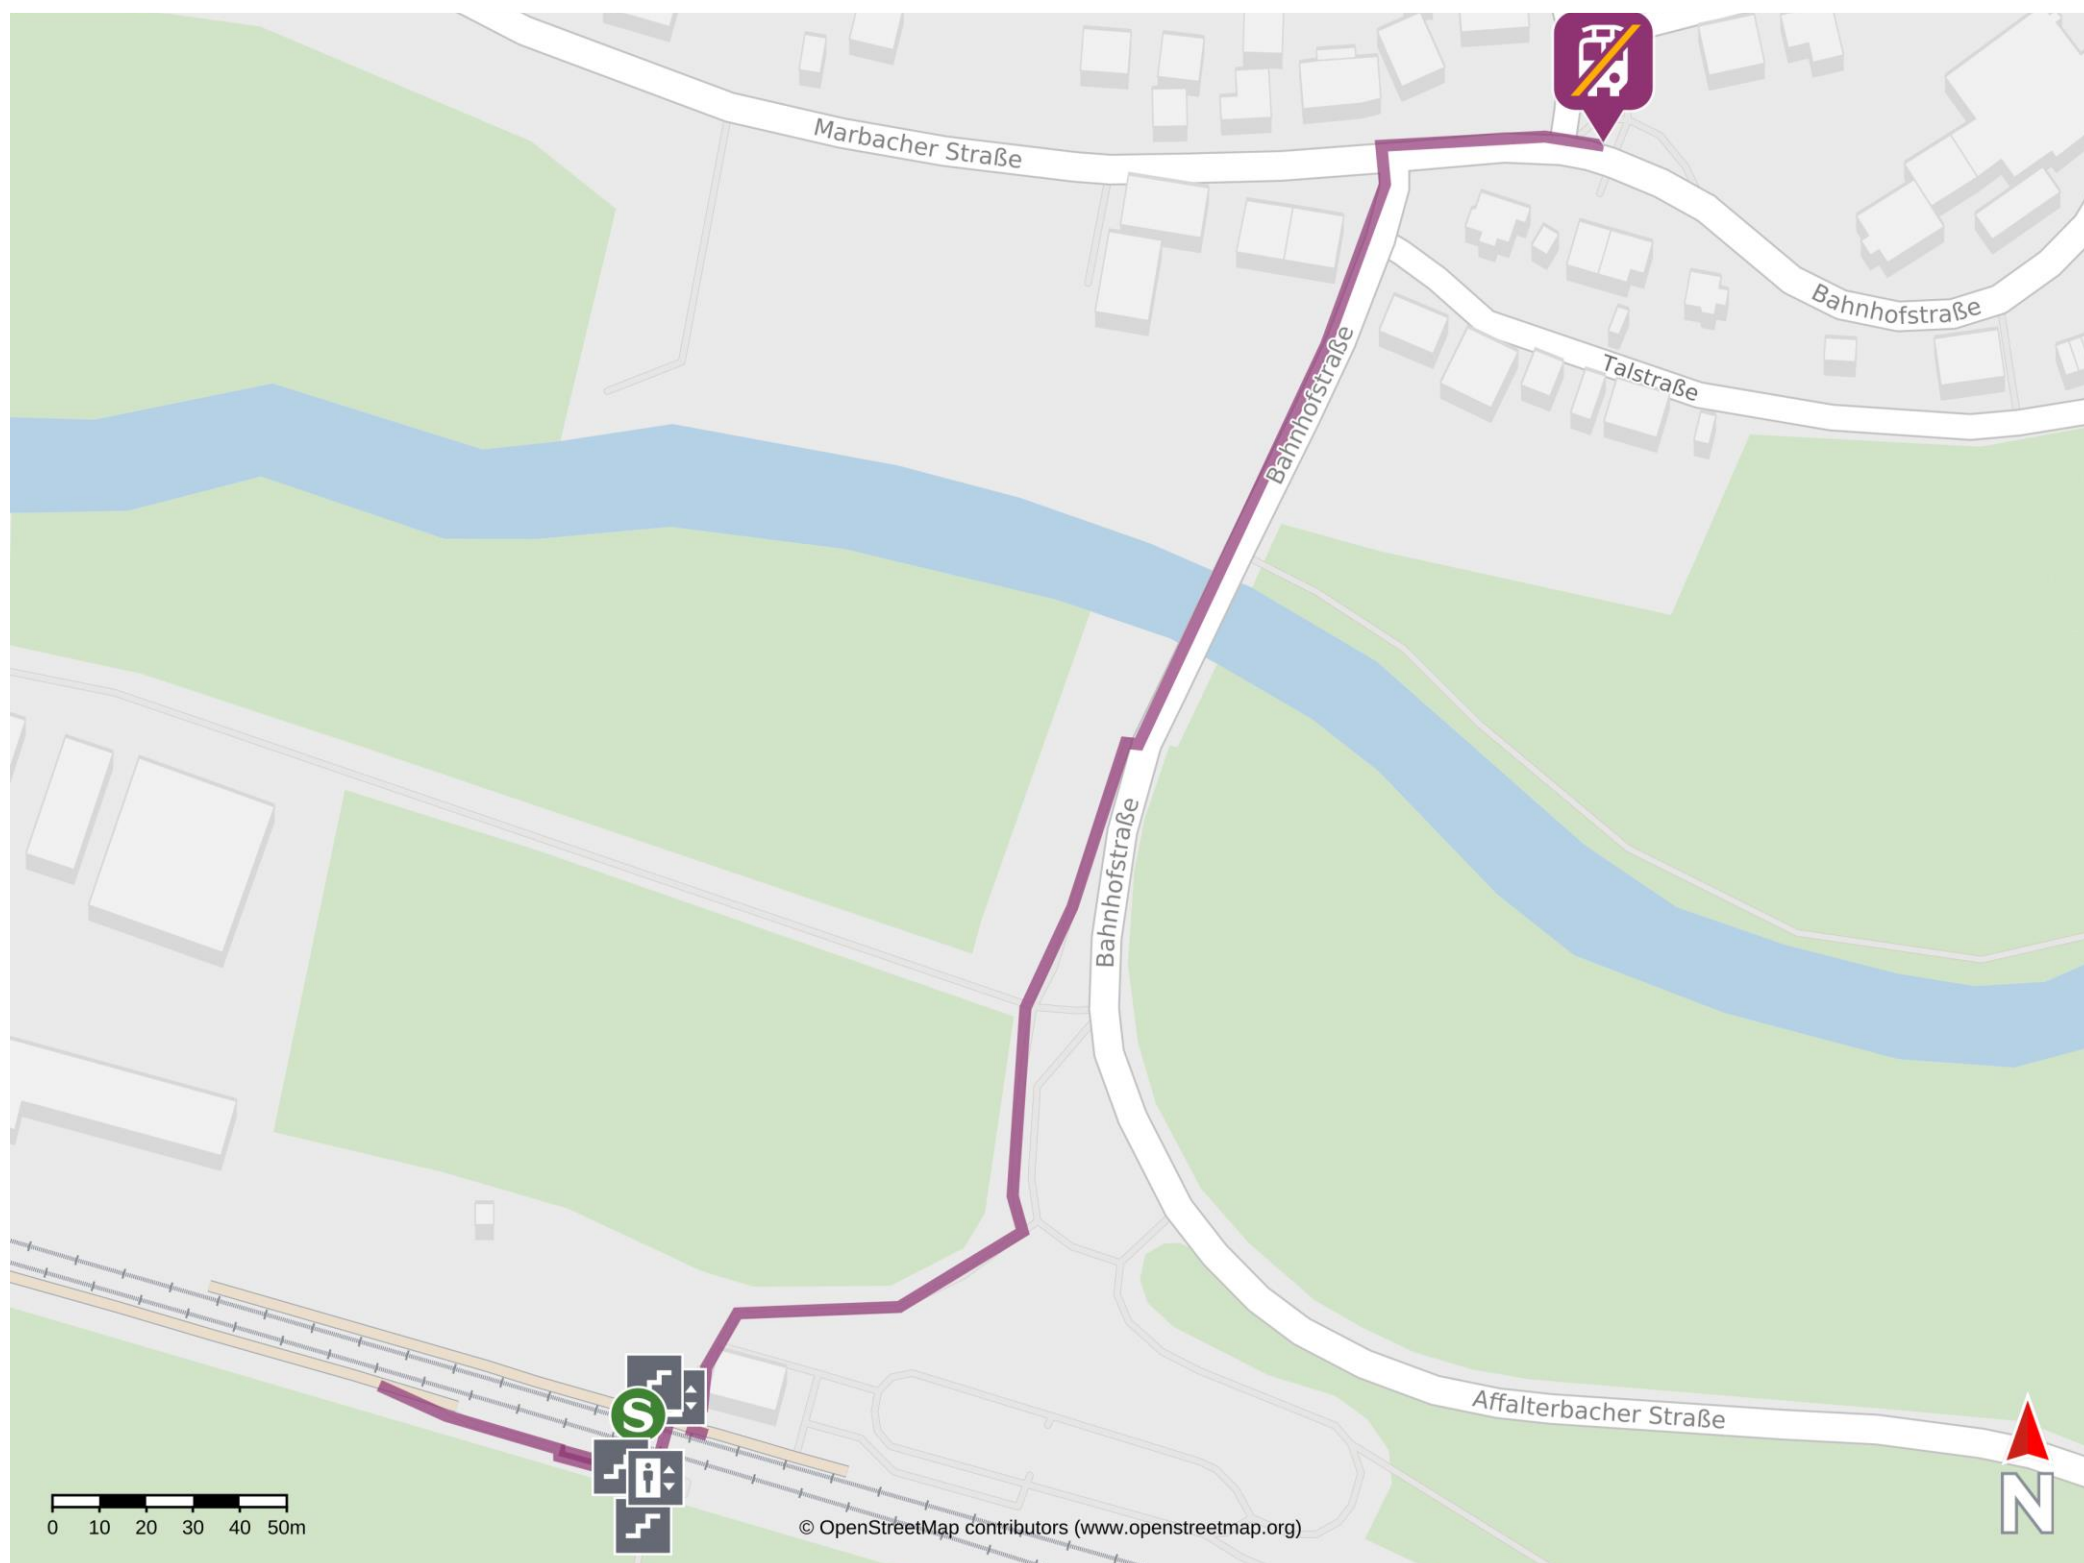 Marbacher Straße
Bahnhofstraße
Bahnhofstraße
Talstraße
Bahnhofstraße
Affalterbacher Straße
S
N
0 10 20 30 40 50m
© OpenStreetMap contributors (www.openstreetmap.org)